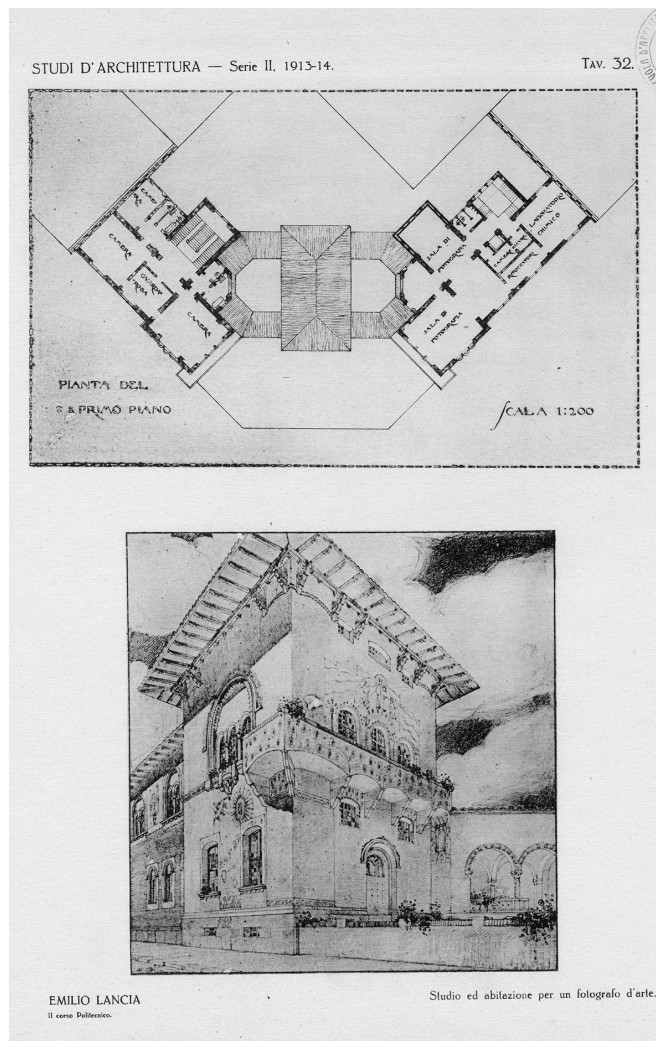 STUDI D'ARCHITETTURA — Serie II, 1913-14.
TAV. 32.
CAMERA
CAMERA
SALA DI
FOTOGRAFIA
LABORATORIO
CHIMICO
SALA DI
FOTOGRAFIA
PIANTA DEL
PRIMO PIANO
SCALA 1:200
EMILIO LANCIA
II corso Politecnico.
Studio ed abitazione per un fotografo d'arte.